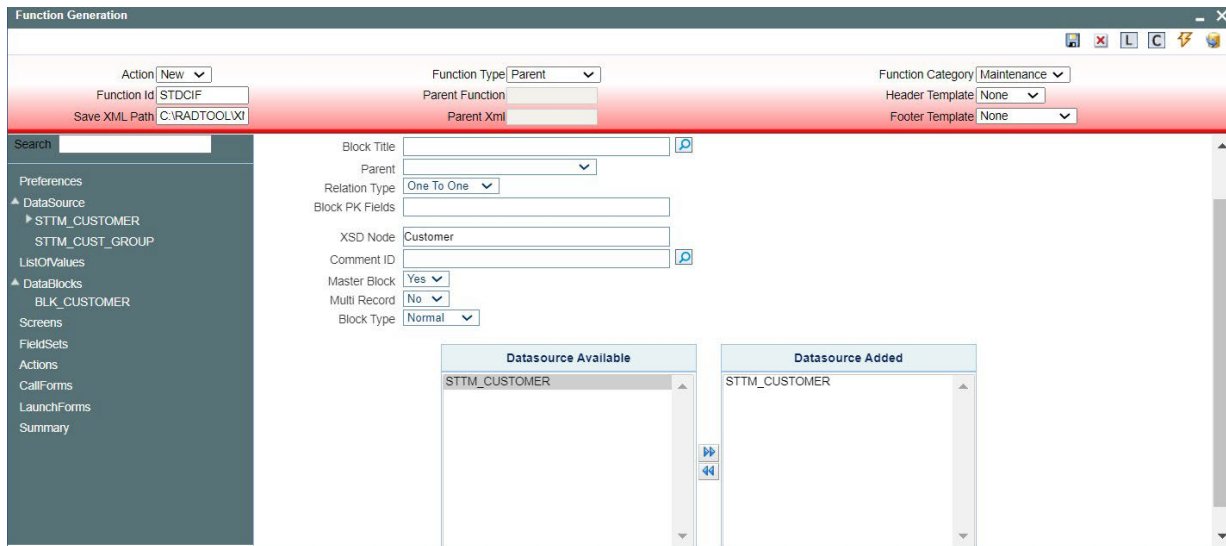 Function Generation
L C
Action New
Function Type Parent
Function Category Maintenance
Function Id STDCIF
Parent Function
Header Template None
Save XML Path C:\RADTOOL\XM
Parent Xml
Footer Template None
Search
Preferences
DataSource
STTM_CUSTOMER
STTM_CUST_GROUP
ListOfValues
DataBlocks
BLK_CUSTOMER
Screens
FieldSets
Actions
CallForms
LaunchForms
Summary
Block Title
Parent
Relation Type One To One
Block PK Fields
XSD Node Customer
Comment ID
Master Block Yes
Multi Record No
Block Type Normal
Datasource Available
STTM_CUSTOMER
Datasource Added
STTM_CUSTOMER